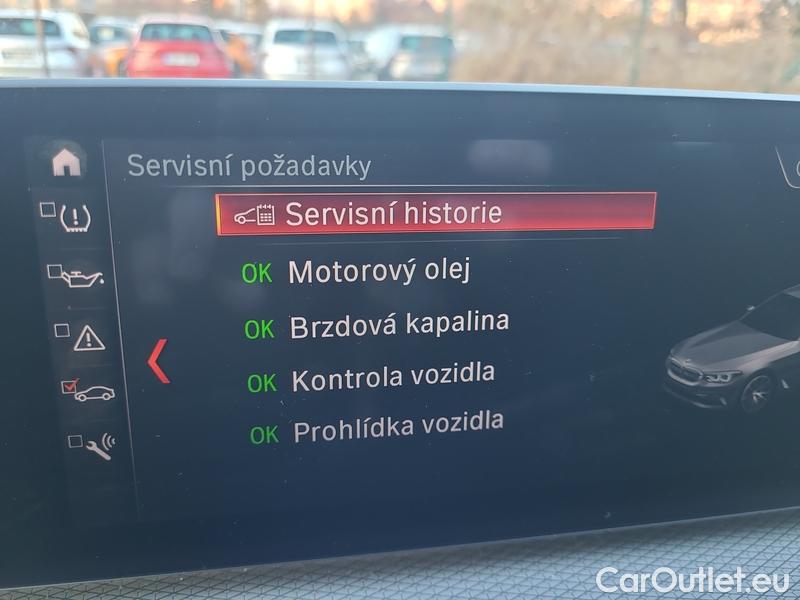 Servisní požadavky
Servisní historie
OK Motorový olej
OK Brzdová kapalina
OK Kontrola vozidla
OK Prohlídka vozidla
CarOutlet.eu